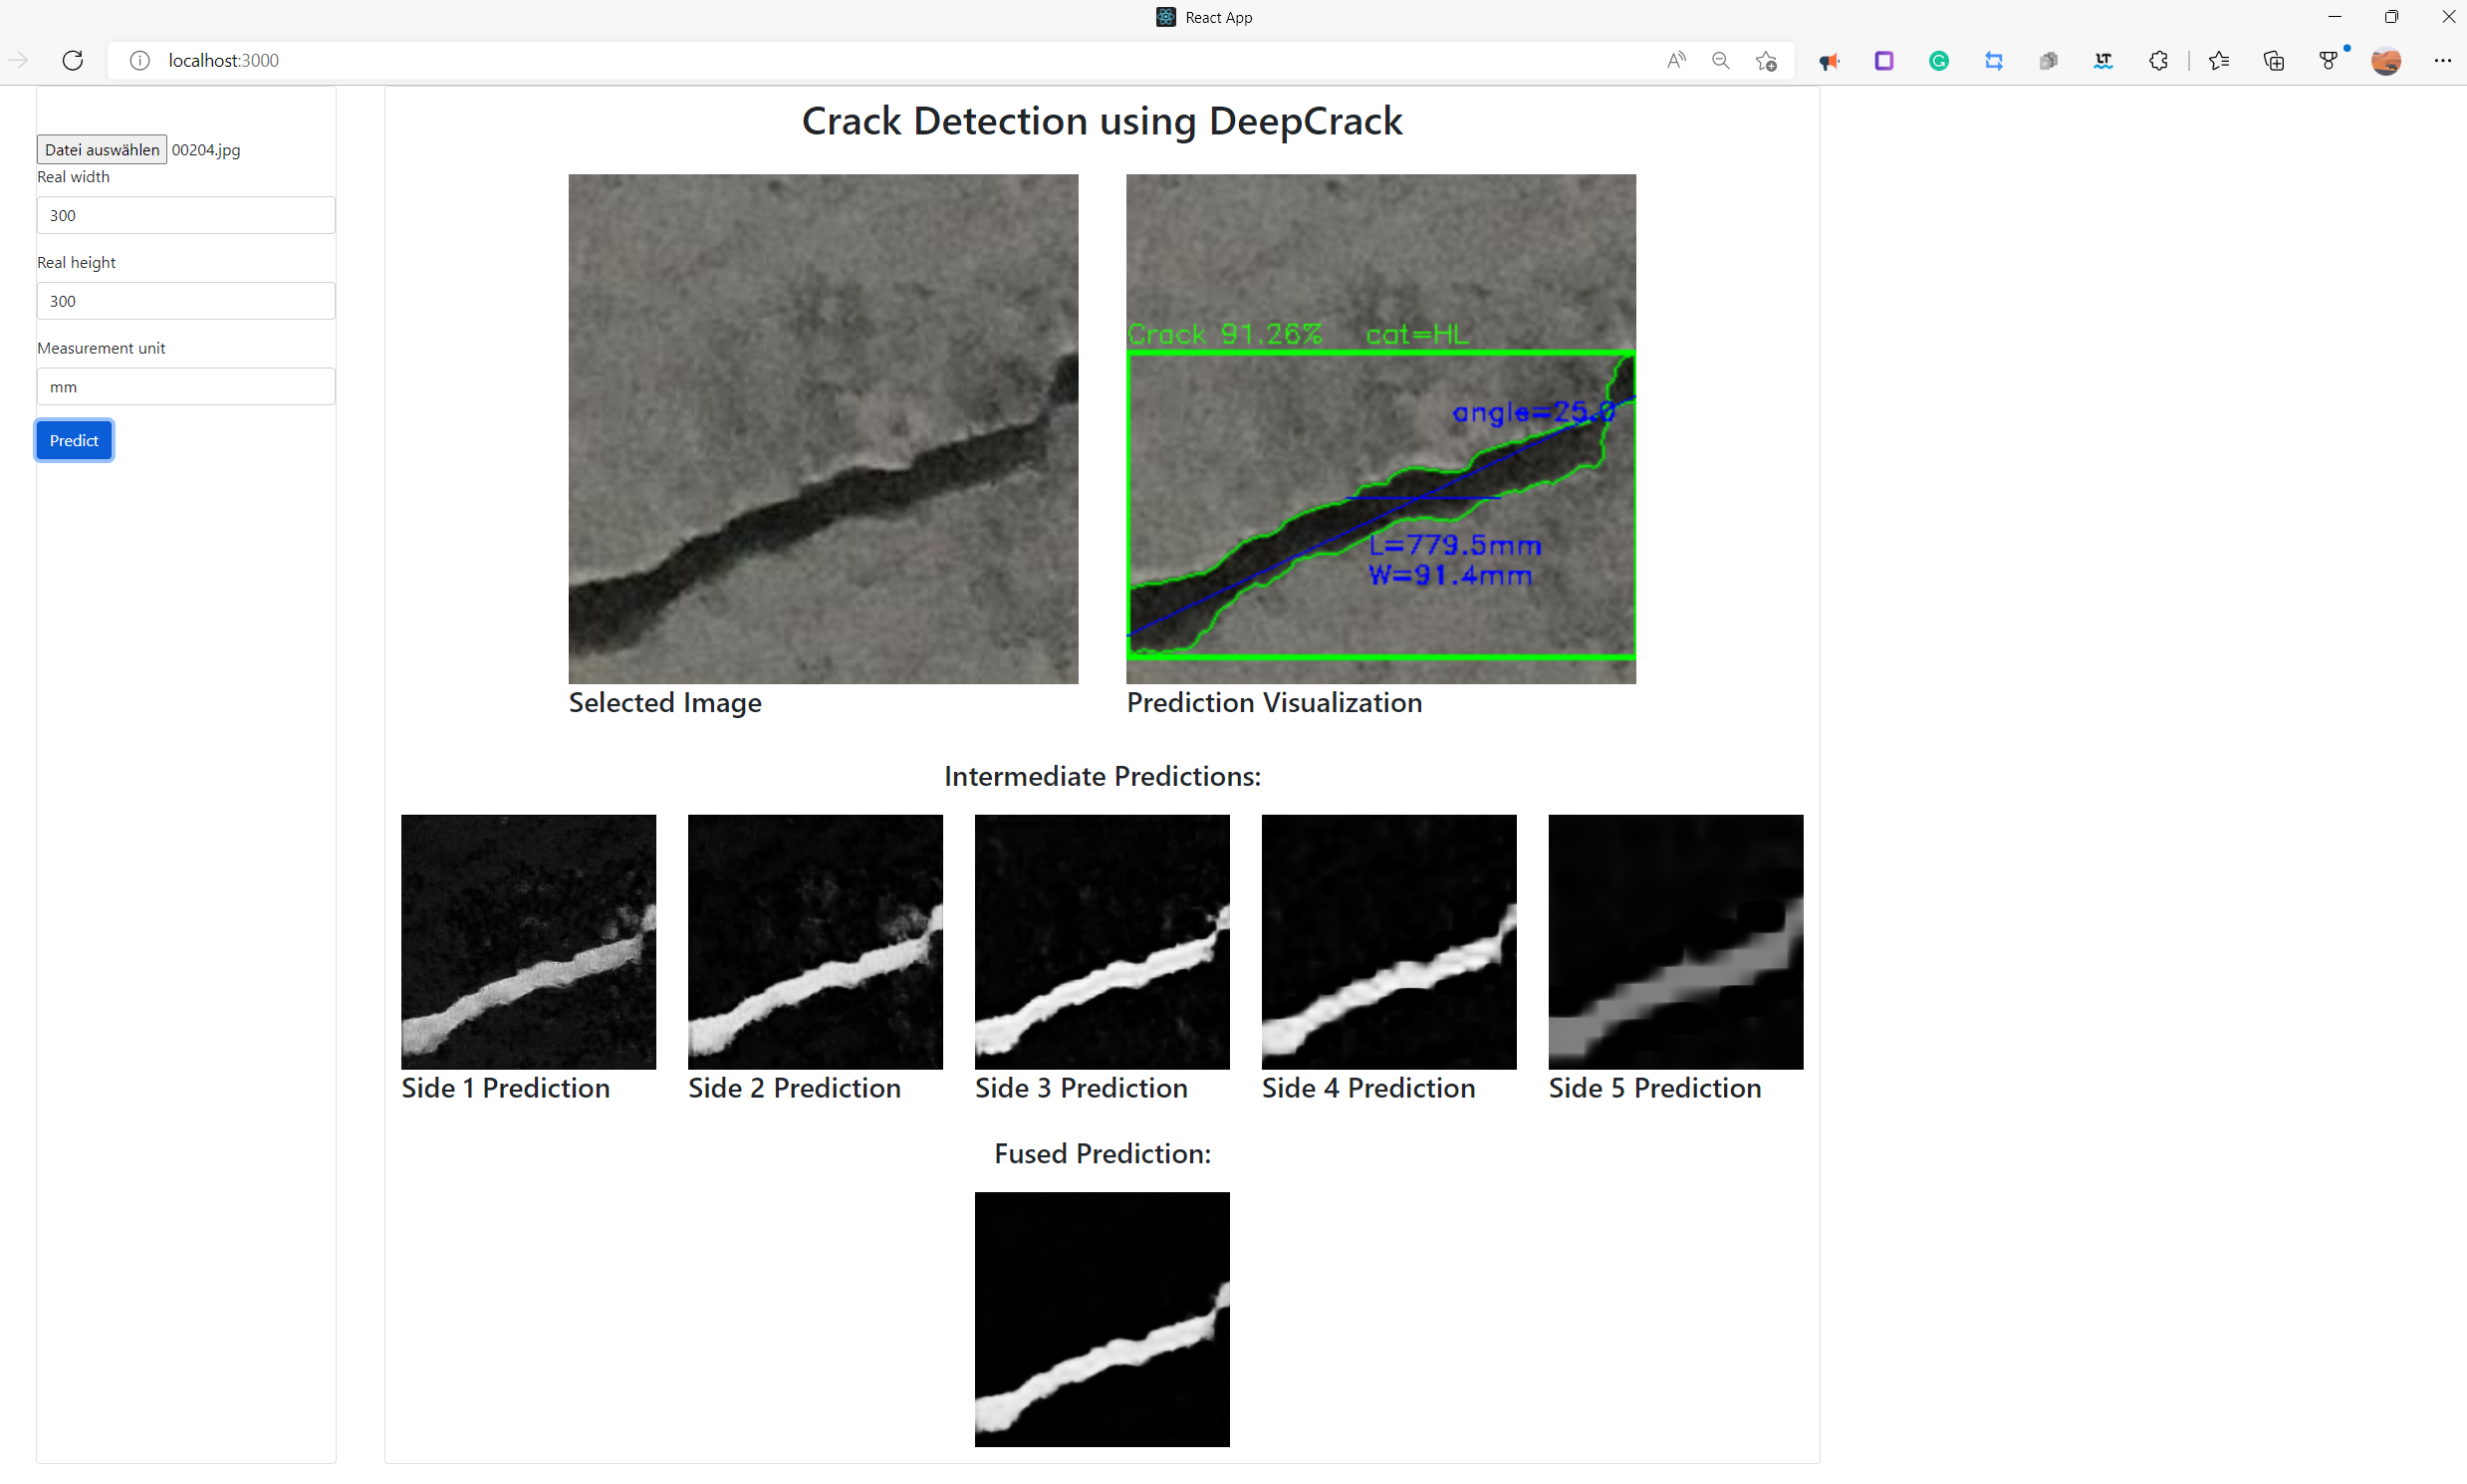 React App
localhost:3000
Datei auswählen 00204.jpg
Real width
300
Real height
300
Measurement unit
mm
Predict
Crack Detection using DeepCrack
Crack 91.26% cat=HL
angle=25.0
L=779.5mm
W=91.4mm
Selected Image
Prediction Visualization
Intermediate Predictions:
Side 1 Prediction
Side 2 Prediction
Side 3 Prediction
Side 4 Prediction
Side 5 Prediction
Fused Prediction: